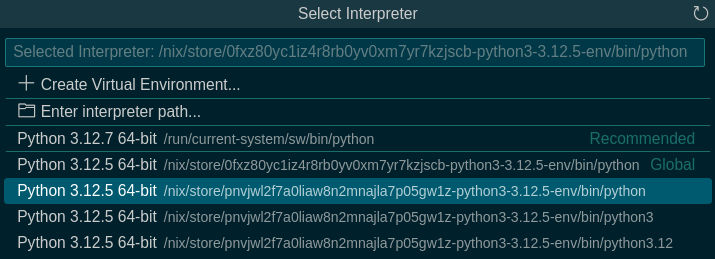 Select Interpreter
Selected Interpreter: /nix/store/0fxz80yc1iz4r8rb0yv0xm7yr7kzjscb-python3-3.12.5-env/bin/python
Create Virtual Environment...
Enter interpreter path...
Python 3.12.7 64-bit /run/current-system/sw/bin/python Recommended
Python 3.12.5 64-bit /nix/store/0fxz80yc1iz4r8rb0yv0xm7yr7kzjscb-python3-3.12.5-env/bin/python Global
Python 3.12.5 64-bit /nix/store/pnvjwl2f7a0liaw8n2mnajla7p05gw1z-python3-3.12.5-env/bin/python
Python 3.12.5 64-bit /nix/store/pnvjwl2f7a0liaw8n2mnajla7p05gw1z-python3-3.12.5-env/bin/python3
Python 3.12.5 64-bit /nix/store/pnvjwl2f7a0liaw8n2mnajla7p05gw1z-python3-3.12.5-env/bin/python3.12